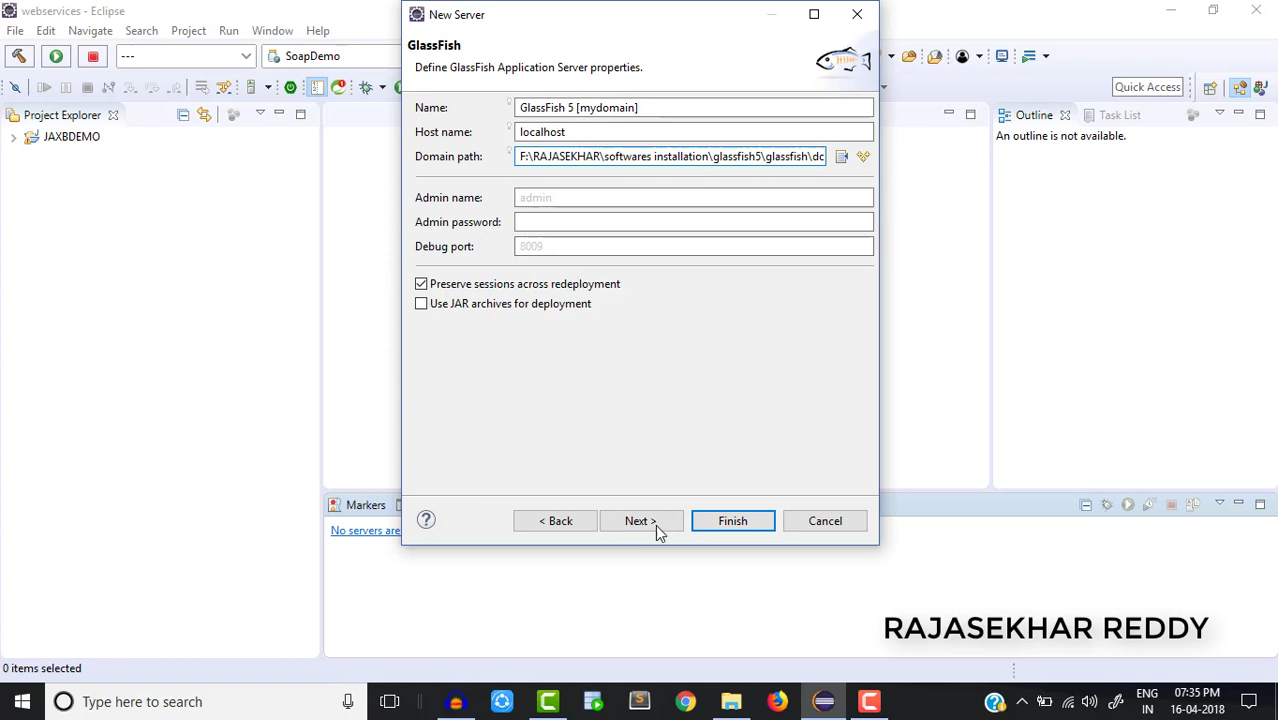 webservices - Eclipse
New Server
File Edit Navigate Search Project Run Window Help
GlassFish
Define GlassFish Application Server properties.
--- SoapDemo
Quick Access
Project Explorer
Outline Task List
Name: GlassFish 5 [mydomain]
An outline is not available.
JAXBDEMO
Host name: localhost
Domain path: F:\RAJASEKHAR\softwares installation\glassfish5\glassfish\dc
Admin name: admin
Admin password:
Debug port: 8009
Preserve sessions across redeployment
Use JAR archives for deployment
Markers
No servers are
< Back Next > Finish Cancel
RAJASEKHAR REDDY
0 items selected
Type here to search
ENG
IN
07:35 PM
16-04-2018